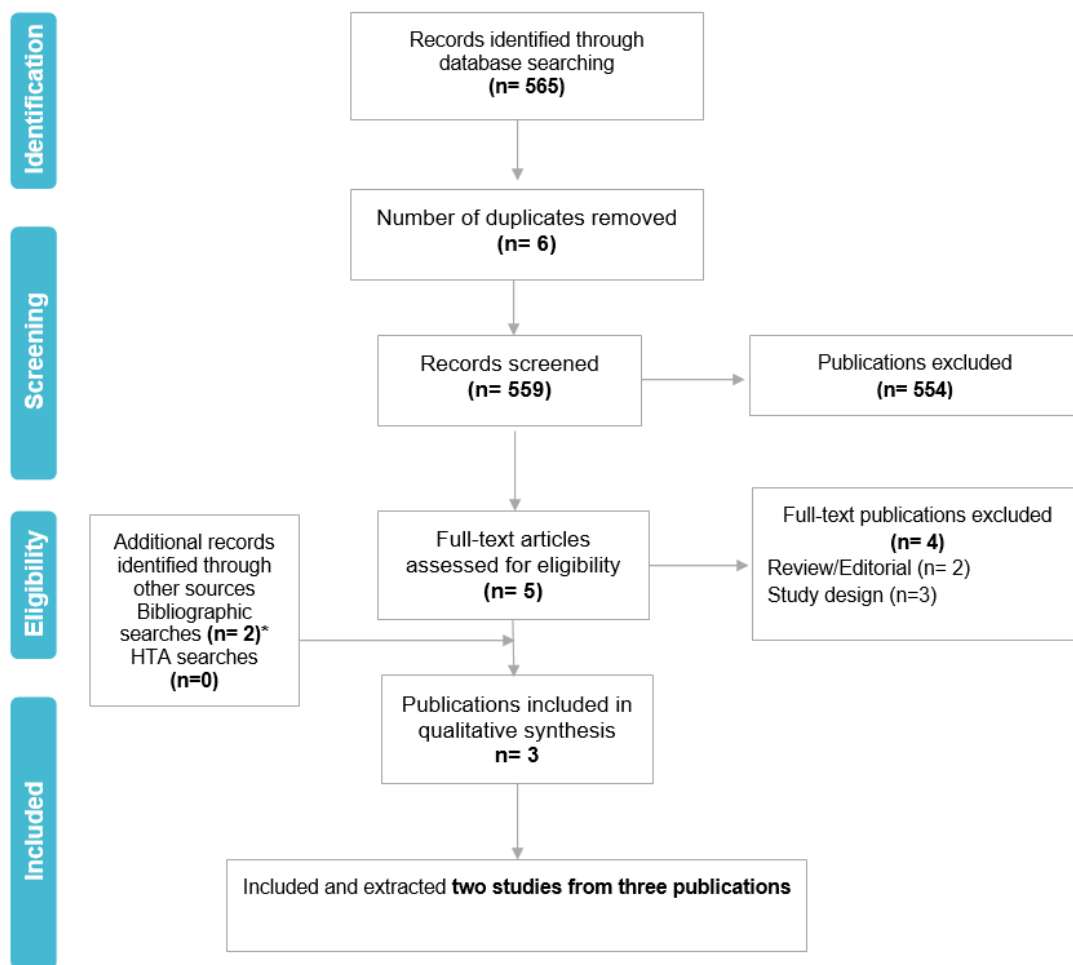 Identification
Records identified through
database searching
(n= 565)
Number of duplicates removed
(n= 6)
Screening
Records screened
(n= 559)
Publications excluded
(n= 554)
Eligibility
Additional records
identified through
other sources
Bibliographic
searches (n= 2)*
HTA searches
(n=0)
Full-text articles
assessed for eligibility
(n= 5)
Full-text publications excluded
(n= 4)
Review/Editorial (n= 2)
Study design (n=3)
Included
Publications included in
qualitative synthesis
n= 3
Included and extracted two studies from three publications